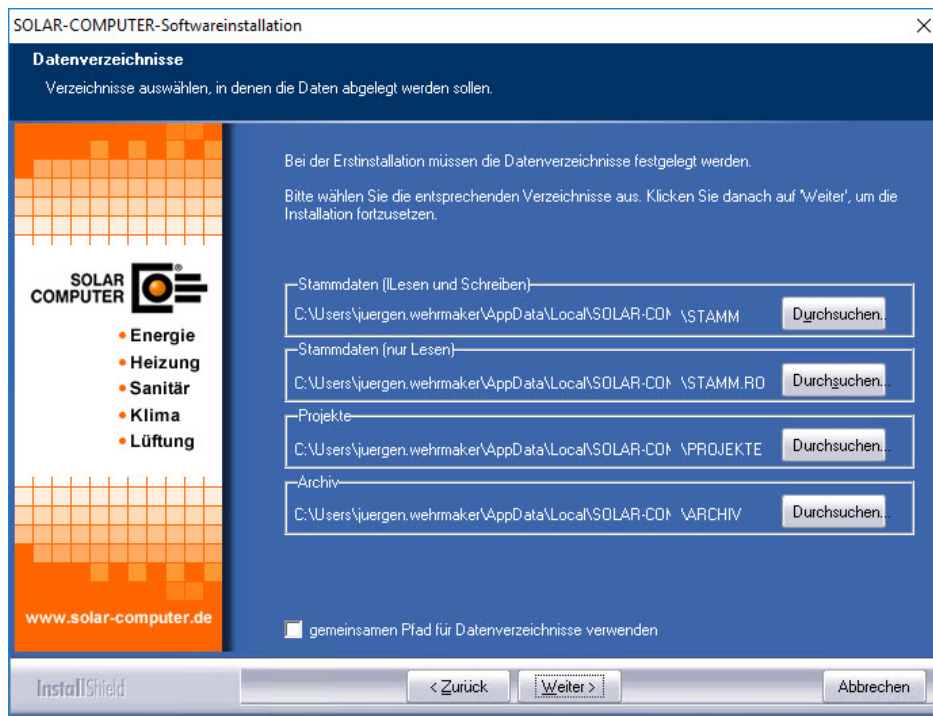 SOLAR-COMPUTER-Softwareinstallation
Datenverzeichnisse
Verzeichnisse auswählen, in denen die Daten abgelegt werden sollen.
Bei der Erstinstallation müssen die Datenverzeichnisse festgelegt werden.
Bitte wählen Sie die entsprechenden Verzeichnisse aus. Klicken Sie danach auf 'Weiter', um die
Installation fortzusetzen.
SOLAR
COMPUTER
®
• Energie
• Heizung
• Sanitär
• Klima
• Lüftung
www.solar-computer.de
Stammdaten (lLesen und Schreiben)
C:\Users\juergen.wehrmaker\AppData\Local\SOLAR-COM \STAMM Durchsuchen...
Stammdaten (nur Lesen)
C:\Users\juergen.wehrmaker\AppData\Local\SOLAR-COM \STAMM.RO Durchsuchen...
Projekte
C:\Users\juergen.wehrmaker\AppData\Local\SOLAR-COM \PROJEKTE Durchsuchen...
Archiv
C:\Users\juergen.wehrmaker\AppData\Local\SOLAR-COM \ARCHIV Durchsuchen...
gemeinsamen Pfad für Datenverzeichnisse verwenden
InstallShield
< Zurück Weiter > Abbrechen